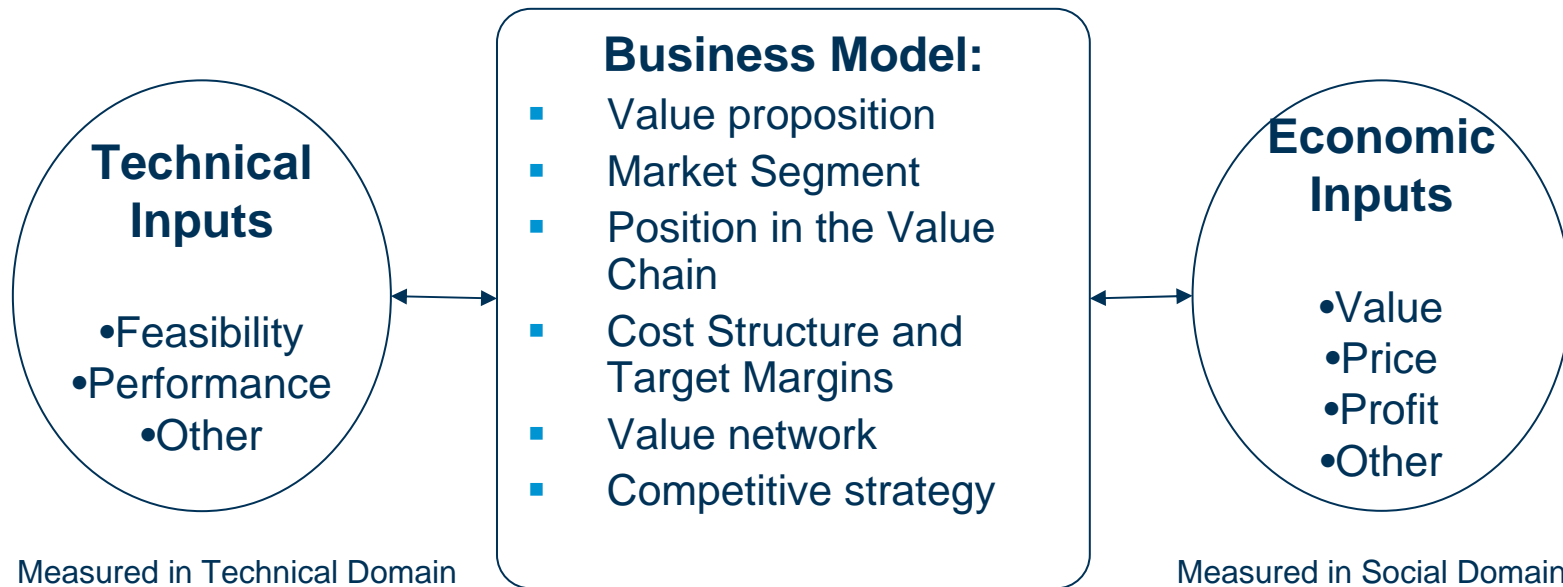 Technical
Inputs
•Feasibility
•Performance
•Other
Measured in Technical Domain
Business Model:
▪ Value proposition
▪ Market Segment
▪ Position in the Value
Chain
▪ Cost Structure and
Target Margins
▪ Value network
▪ Competitive strategy
Economic
Inputs
•Value
•Price
•Profit
•Other
Measured in Social Domain